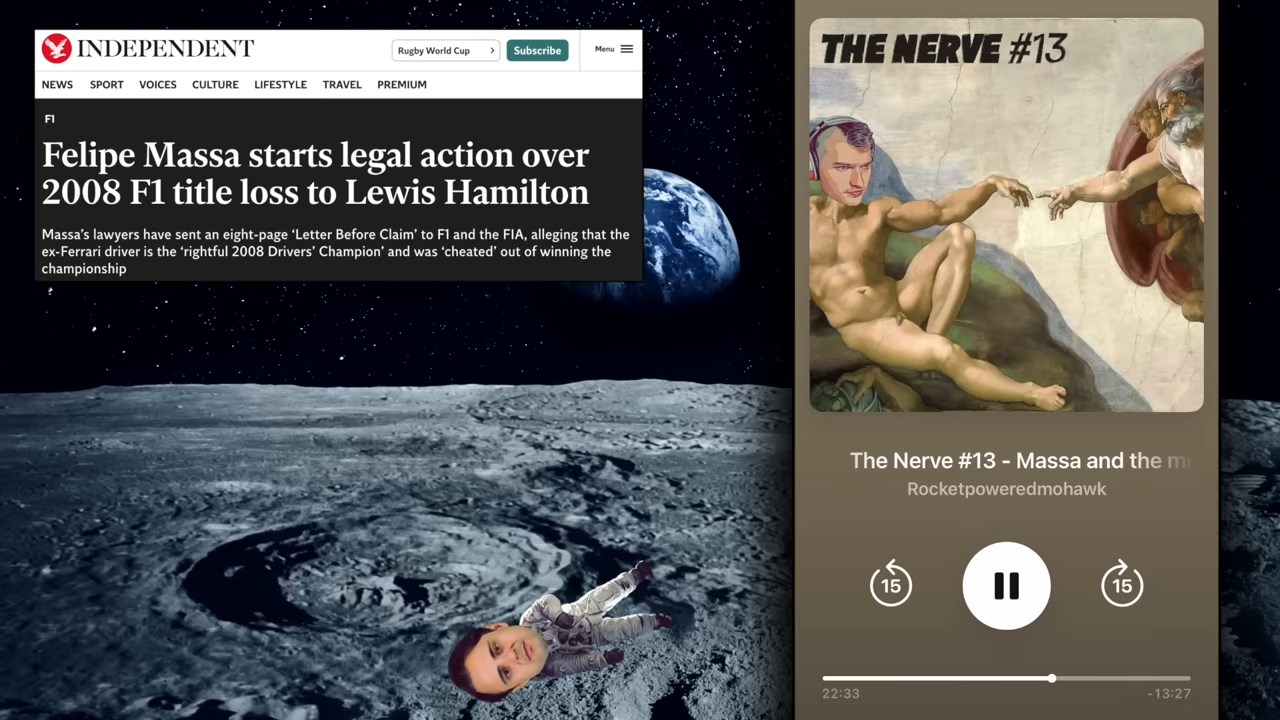 INDEPENDENT
Rugby World Cup
Subscribe
Menu
NEWS SPORT VOICES CULTURE LIFESTYLE TRAVEL PREMIUM
F1
Felipe Massa starts legal action over
2008 F1 title loss to Lewis Hamilton
Massa's lawyers have sent an eight-page ‘Letter Before Claim’ to F1 and the FIA, alleging that the
ex-Ferrari driver is the ‘rightful 2008 Drivers’ Champion’ and was ‘cheated’ out of winning the
championship
THE NERVE #13
The Nerve #13 - Massa and the
Rocketpoweredmohawk
15
15
22:33
-13:27